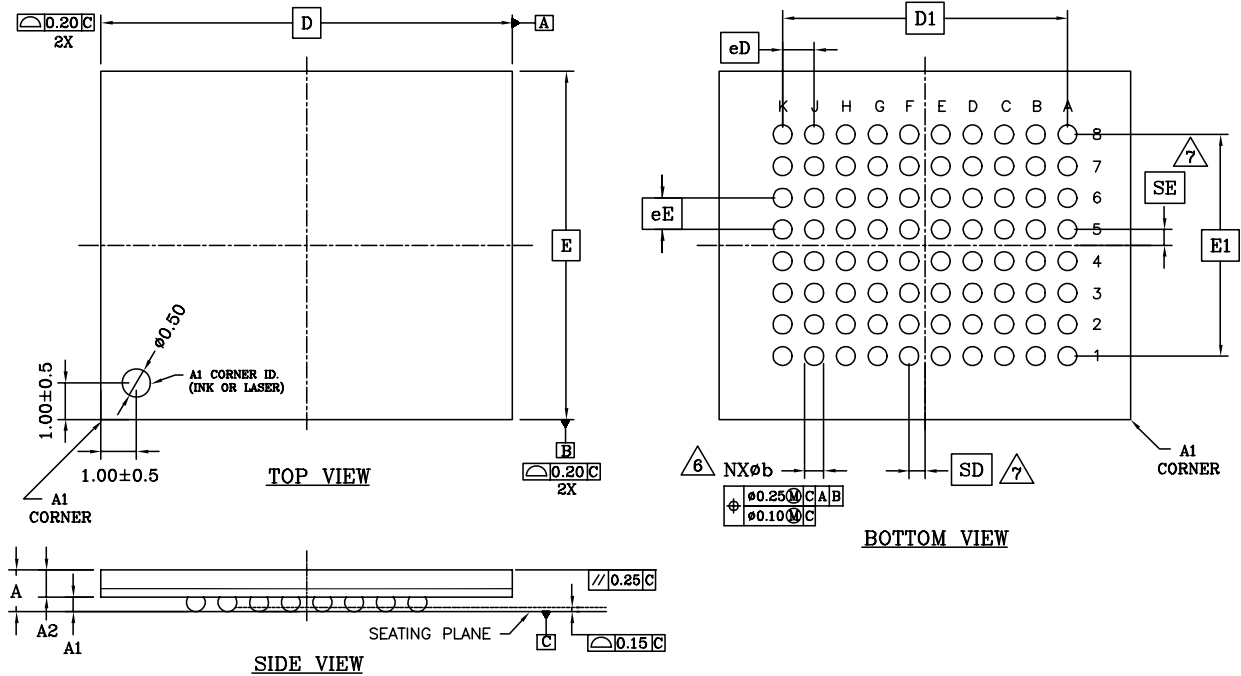 ⌓ 0.20 C
2X
D
A
E
ø0.50
A1 CORNER ID.
(INK OR LASER)
1.00±0.5
1.00±0.5
A1
CORNER
TOP VIEW
B
⌓ 0.20 C
2X
D1
eD
K J H G F E D C B A
8
7
6
5
4
3
2
1
7
SE
eE
E1
6 NXøb
SD 7
⌖ ø0.25Ⓜ C A B
ø0.10Ⓜ C
A1
CORNER
BOTTOM VIEW
A
A2
A1
// 0.25 C
SEATING PLANE
C
⌓ 0.15 C
SIDE VIEW